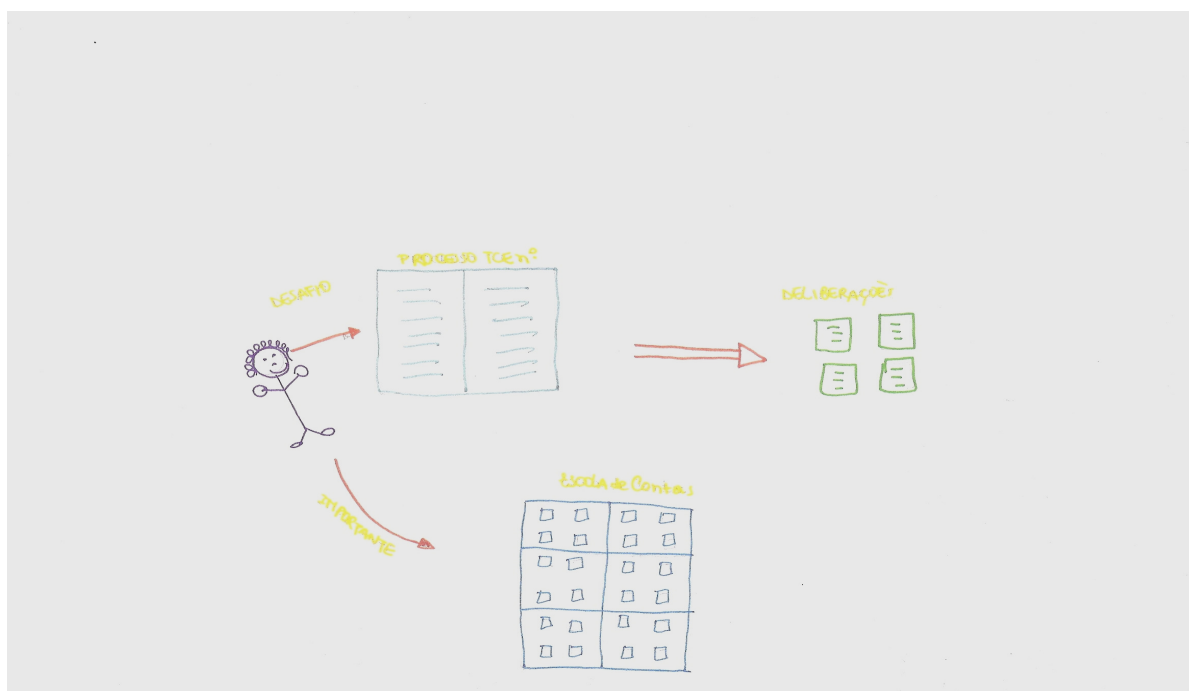 PROCESSO TCE nº
DESAFIO
DELIBERAÇÕES
Escola de Contas
IMPORTANTE